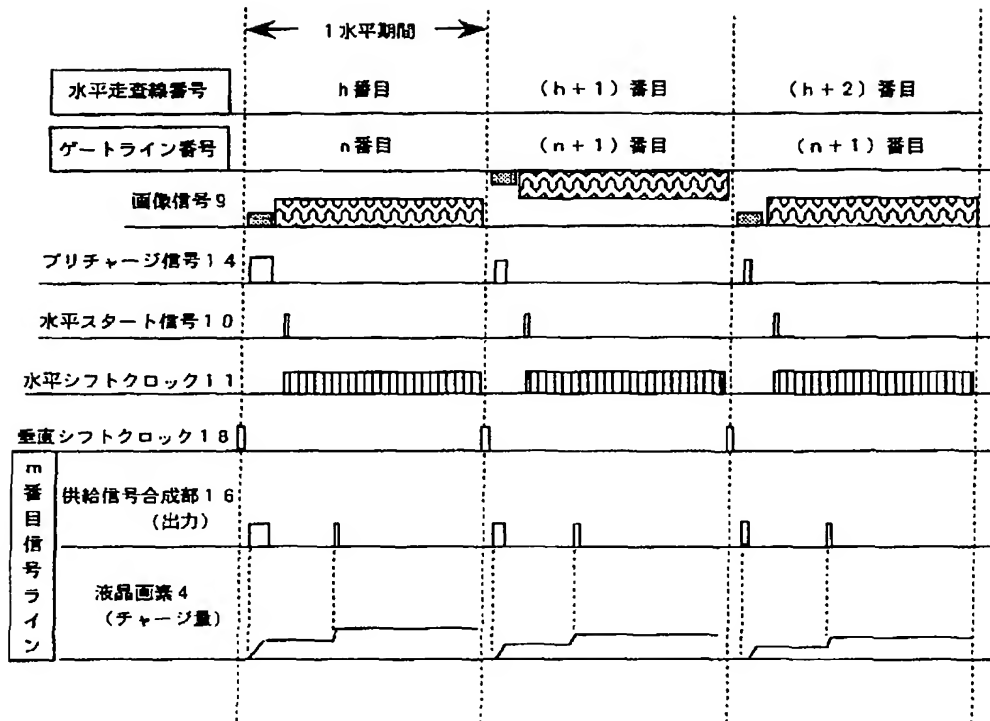 1水平期間
水平走査線番号 h番目 (h+1)番目 (h+2)番目
ゲートライン番号 n番目 (n+1)番目 (n+1)番目
画像信号9
プリチャージ信号14
水平スタート信号10
水平シフトクロック11
垂直シフトクロック18
m番目信号ライン
供給信号合成部16
(出力)
液晶画素4
(チャージ量)